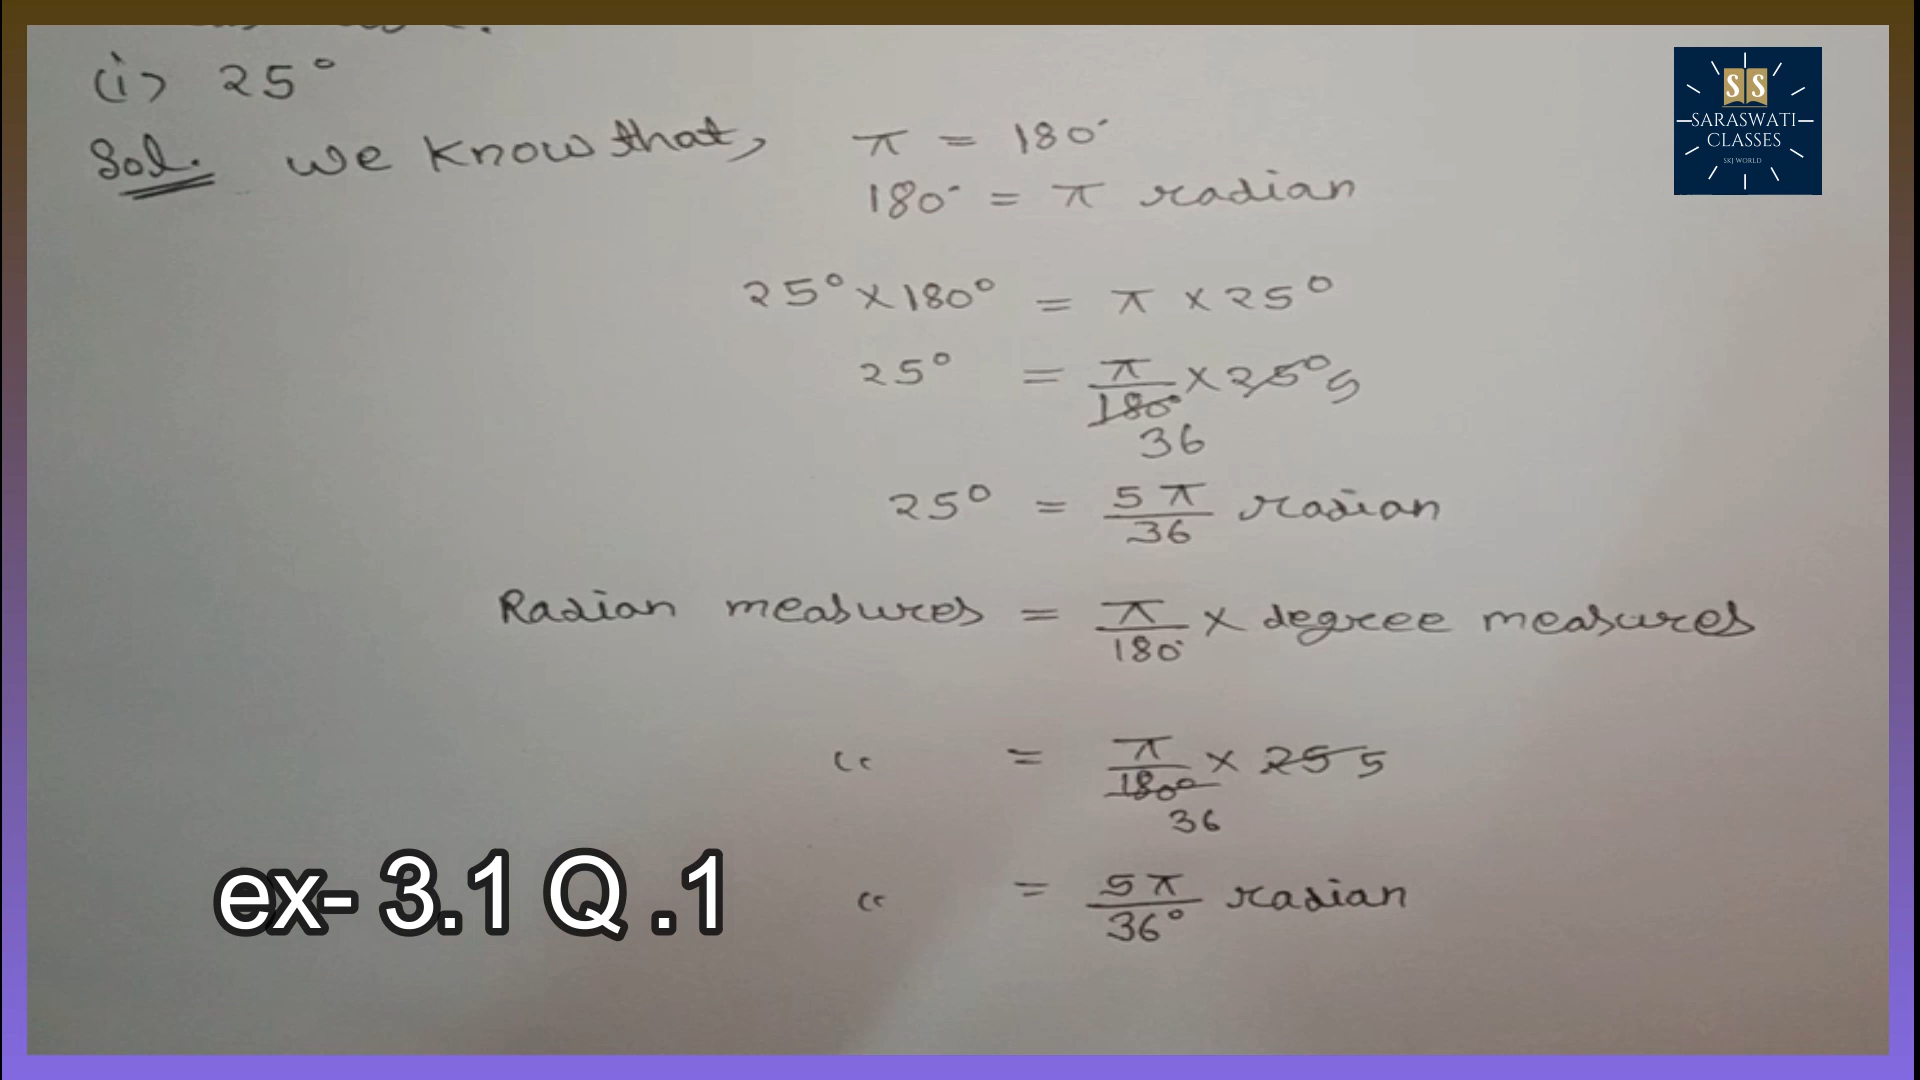 (i) 25°
Sol. we know that, π = 180°
180° = π radian
25° × 180° = π × 25°
25° = π/180° × 25° 5
36
25° = 5π/36 radian
Radian measures = π/180° × degree measures
" = π/180° × 25 5
36
" = 5π/36° radian
ex- 3.1 Q .1
SS
SARASWATI
CLASSES
SKJ WORLD